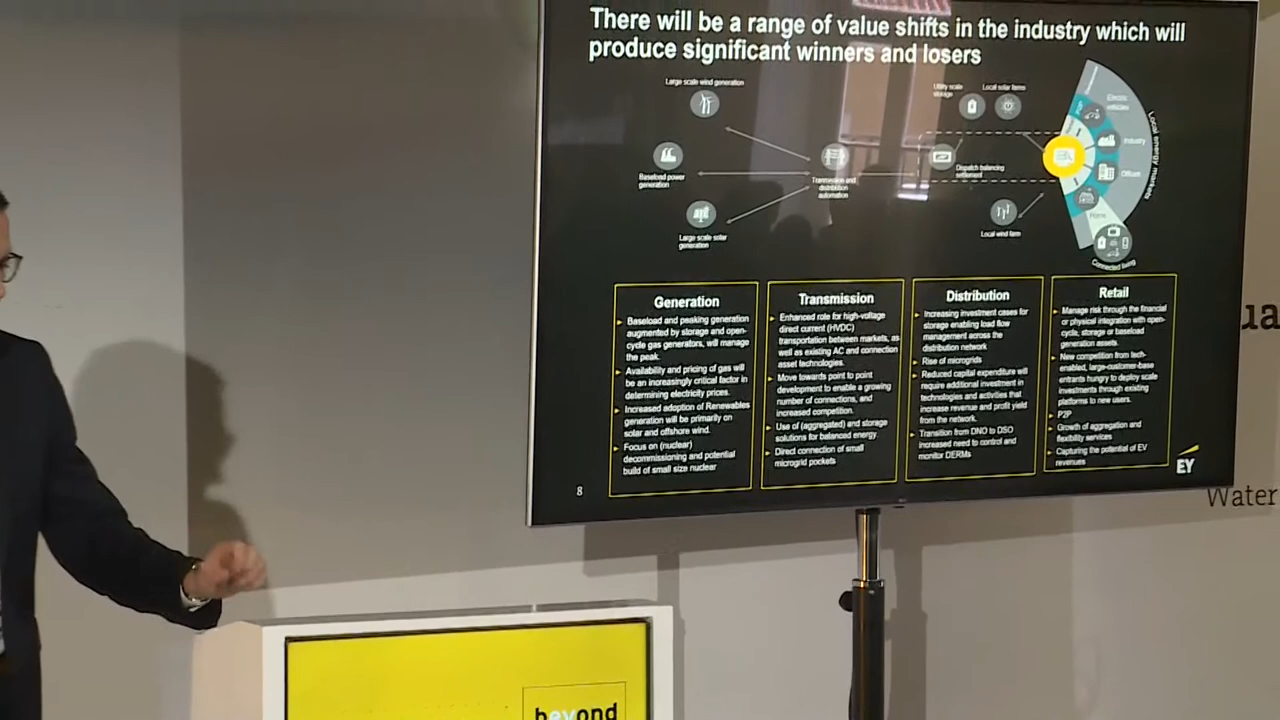 There will be a range of value shifts in the industry which will
produce significant winners and losers
Large scale wind generation
Utility scale
storage
Local solar farms
Electric
vehicles
P2P
Baseload power
generation
Transmission and
distribution
automation
Dispatch balancing
settlement
Industry
Offices
Local energy markets
Large scale solar
generation
Local wind farm
Home
Connected living
Generation
Baseload and peaking generation
augmented by storage and open-
cycle gas generators, will manage
the peak.
Availability and pricing of gas will
be an increasingly critical factor in
determining electricity prices.
Increased adoption of Renewables
generation will be primarily on
solar and offshore wind.
Focus on (nuclear)
decommissioning and potential
build of small size nuclear
Transmission
Enhanced role for high-voltage
direct current (HVDC)
transportation between markets, as
well as existing AC and connection
asset technologies.
Move towards point to point
development to enable a growing
number of connections, and
increased competition.
Use of (aggregated) and storage
solutions for balanced energy
Direct connection of small
microgrid pockets
Distribution
Increasing investment cases for
storage enabling load flow
management across the
distribution network
Rise of microgrids
Reduced capital expenditure will
require additional investment in
technologies and activities that
increase revenue and profit yield
from the network.
Transition from DNO to DSO
increased need to control and
monitor DERMs
Retail
Manage risk through the financial
or physical integration with open-
cycle, storage or baseload
generation assets.
New competition from tech-
enabled, large-customer-base
entrants hungry to deploy scale
investments through existing
platforms to new users.
P2P
Growth of aggregation and
flexibility services
Capturing the potential of EV
revenues
8
EY
ua
Water
beyond